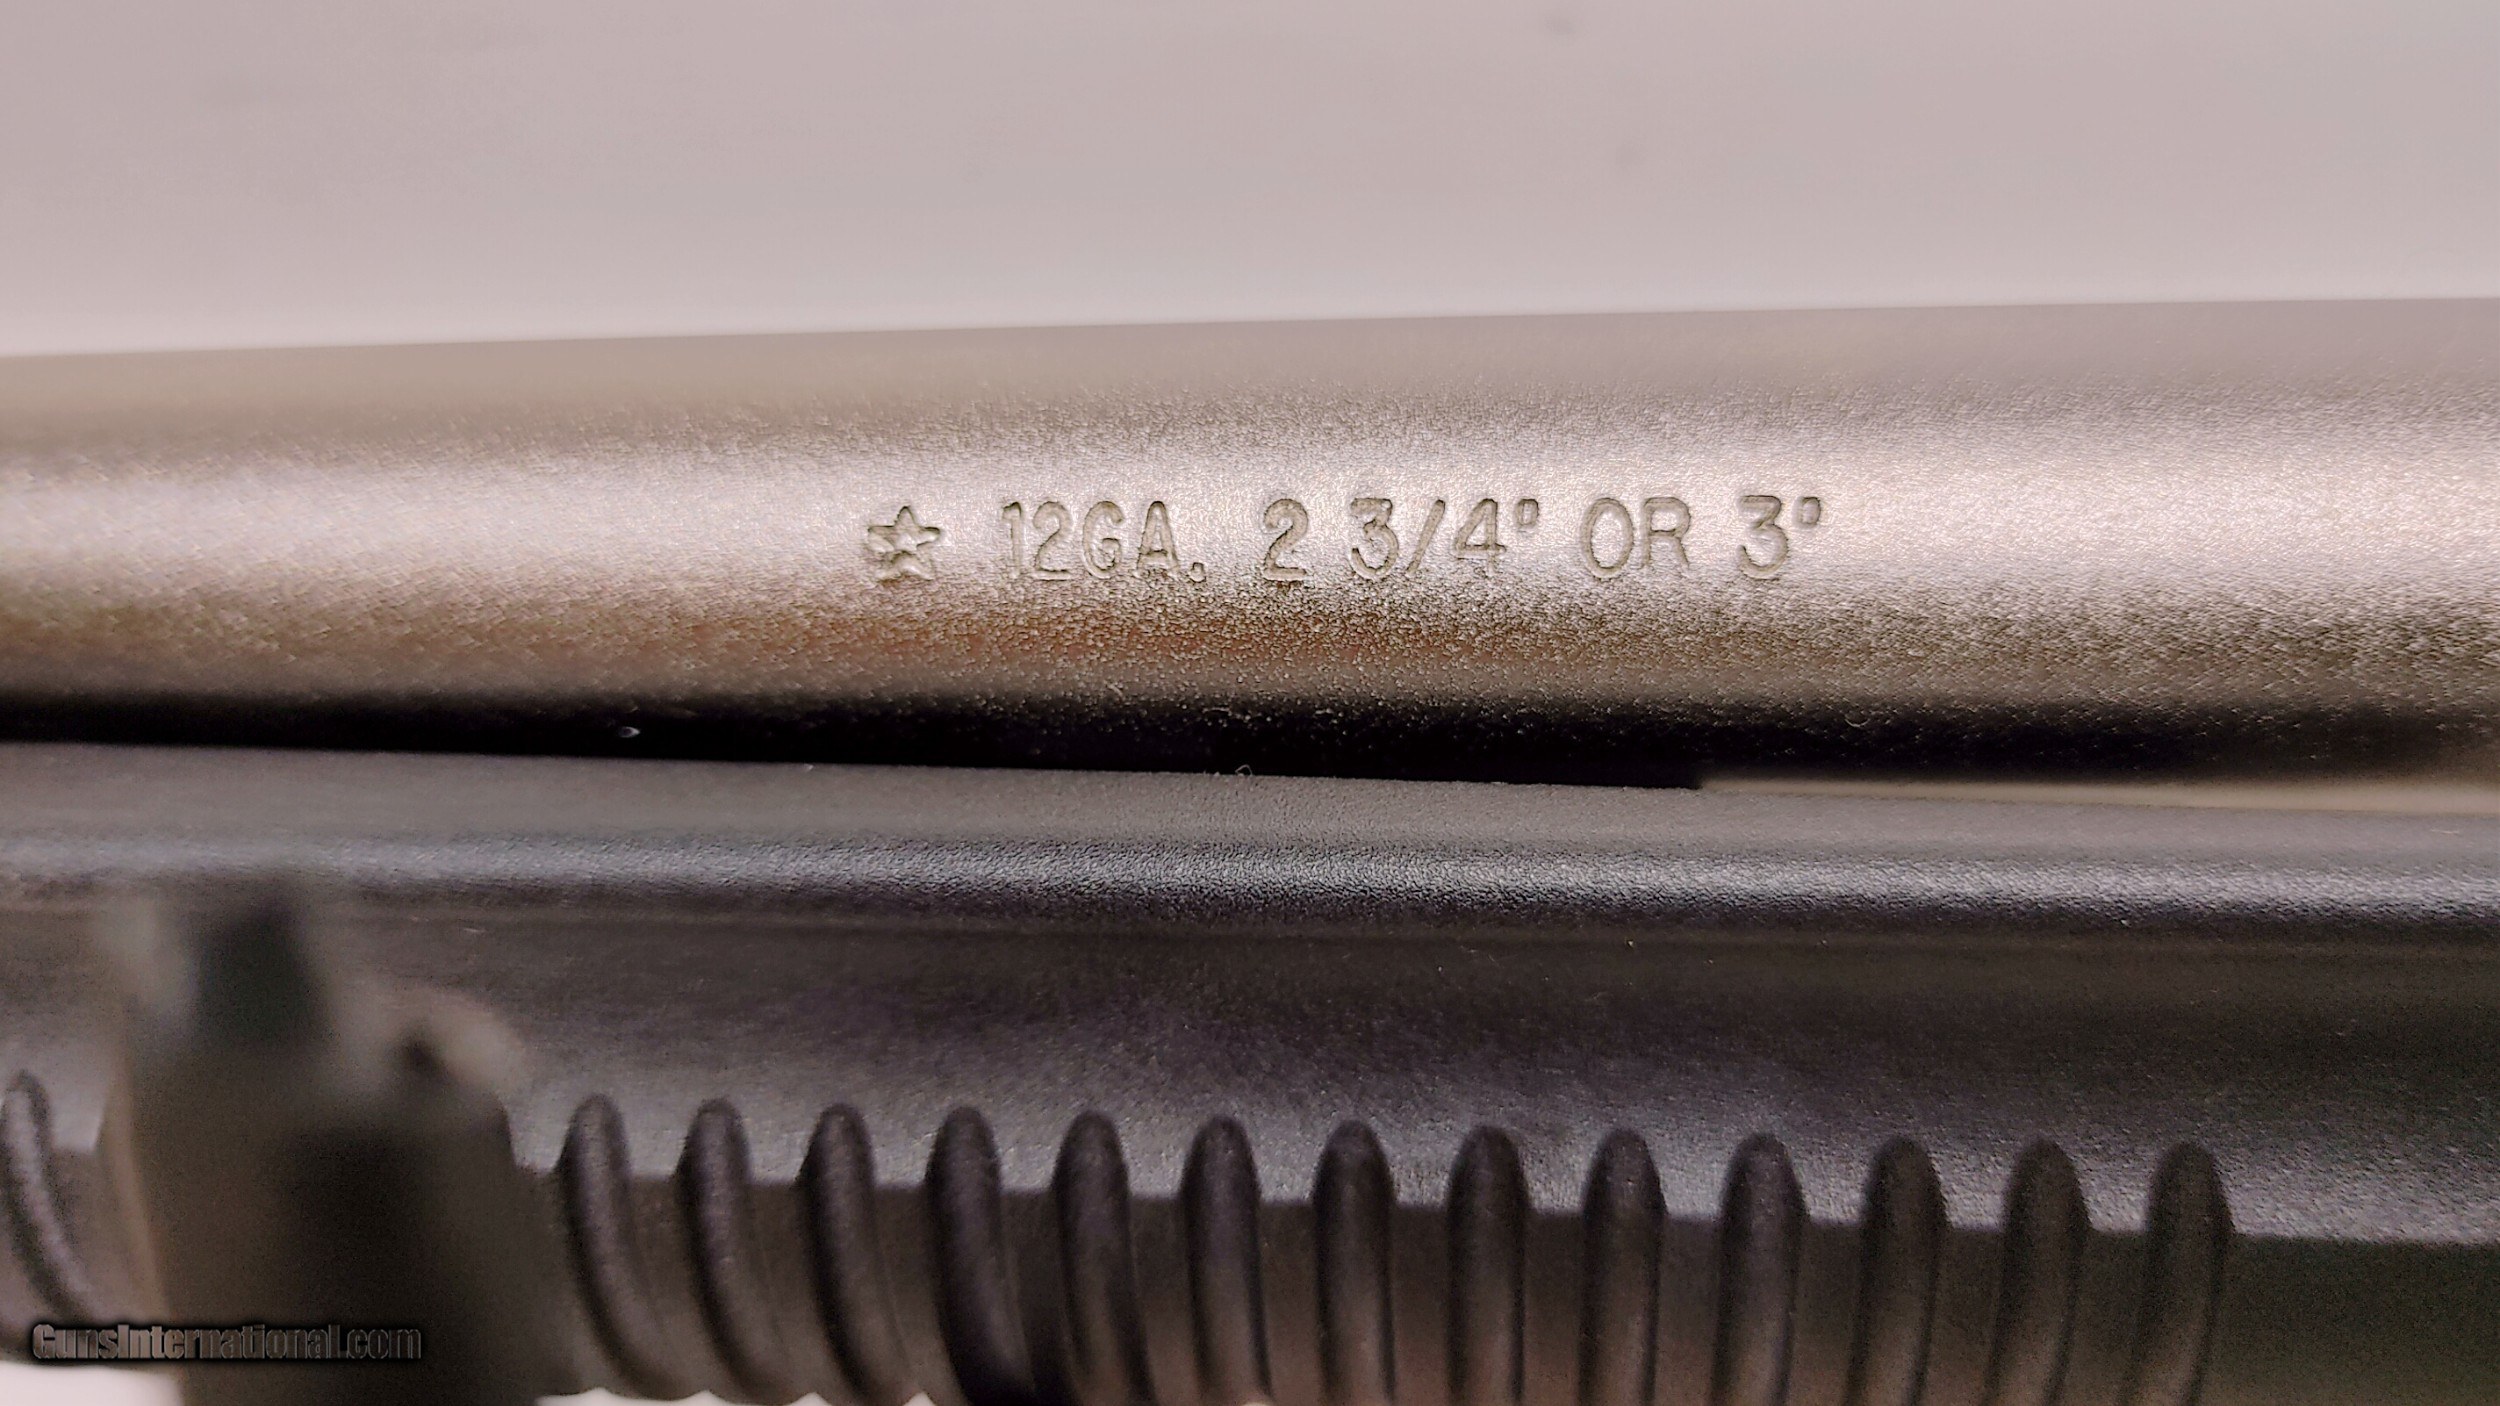 12GA. 2 3/4" OR 3"
GunsInternational.com